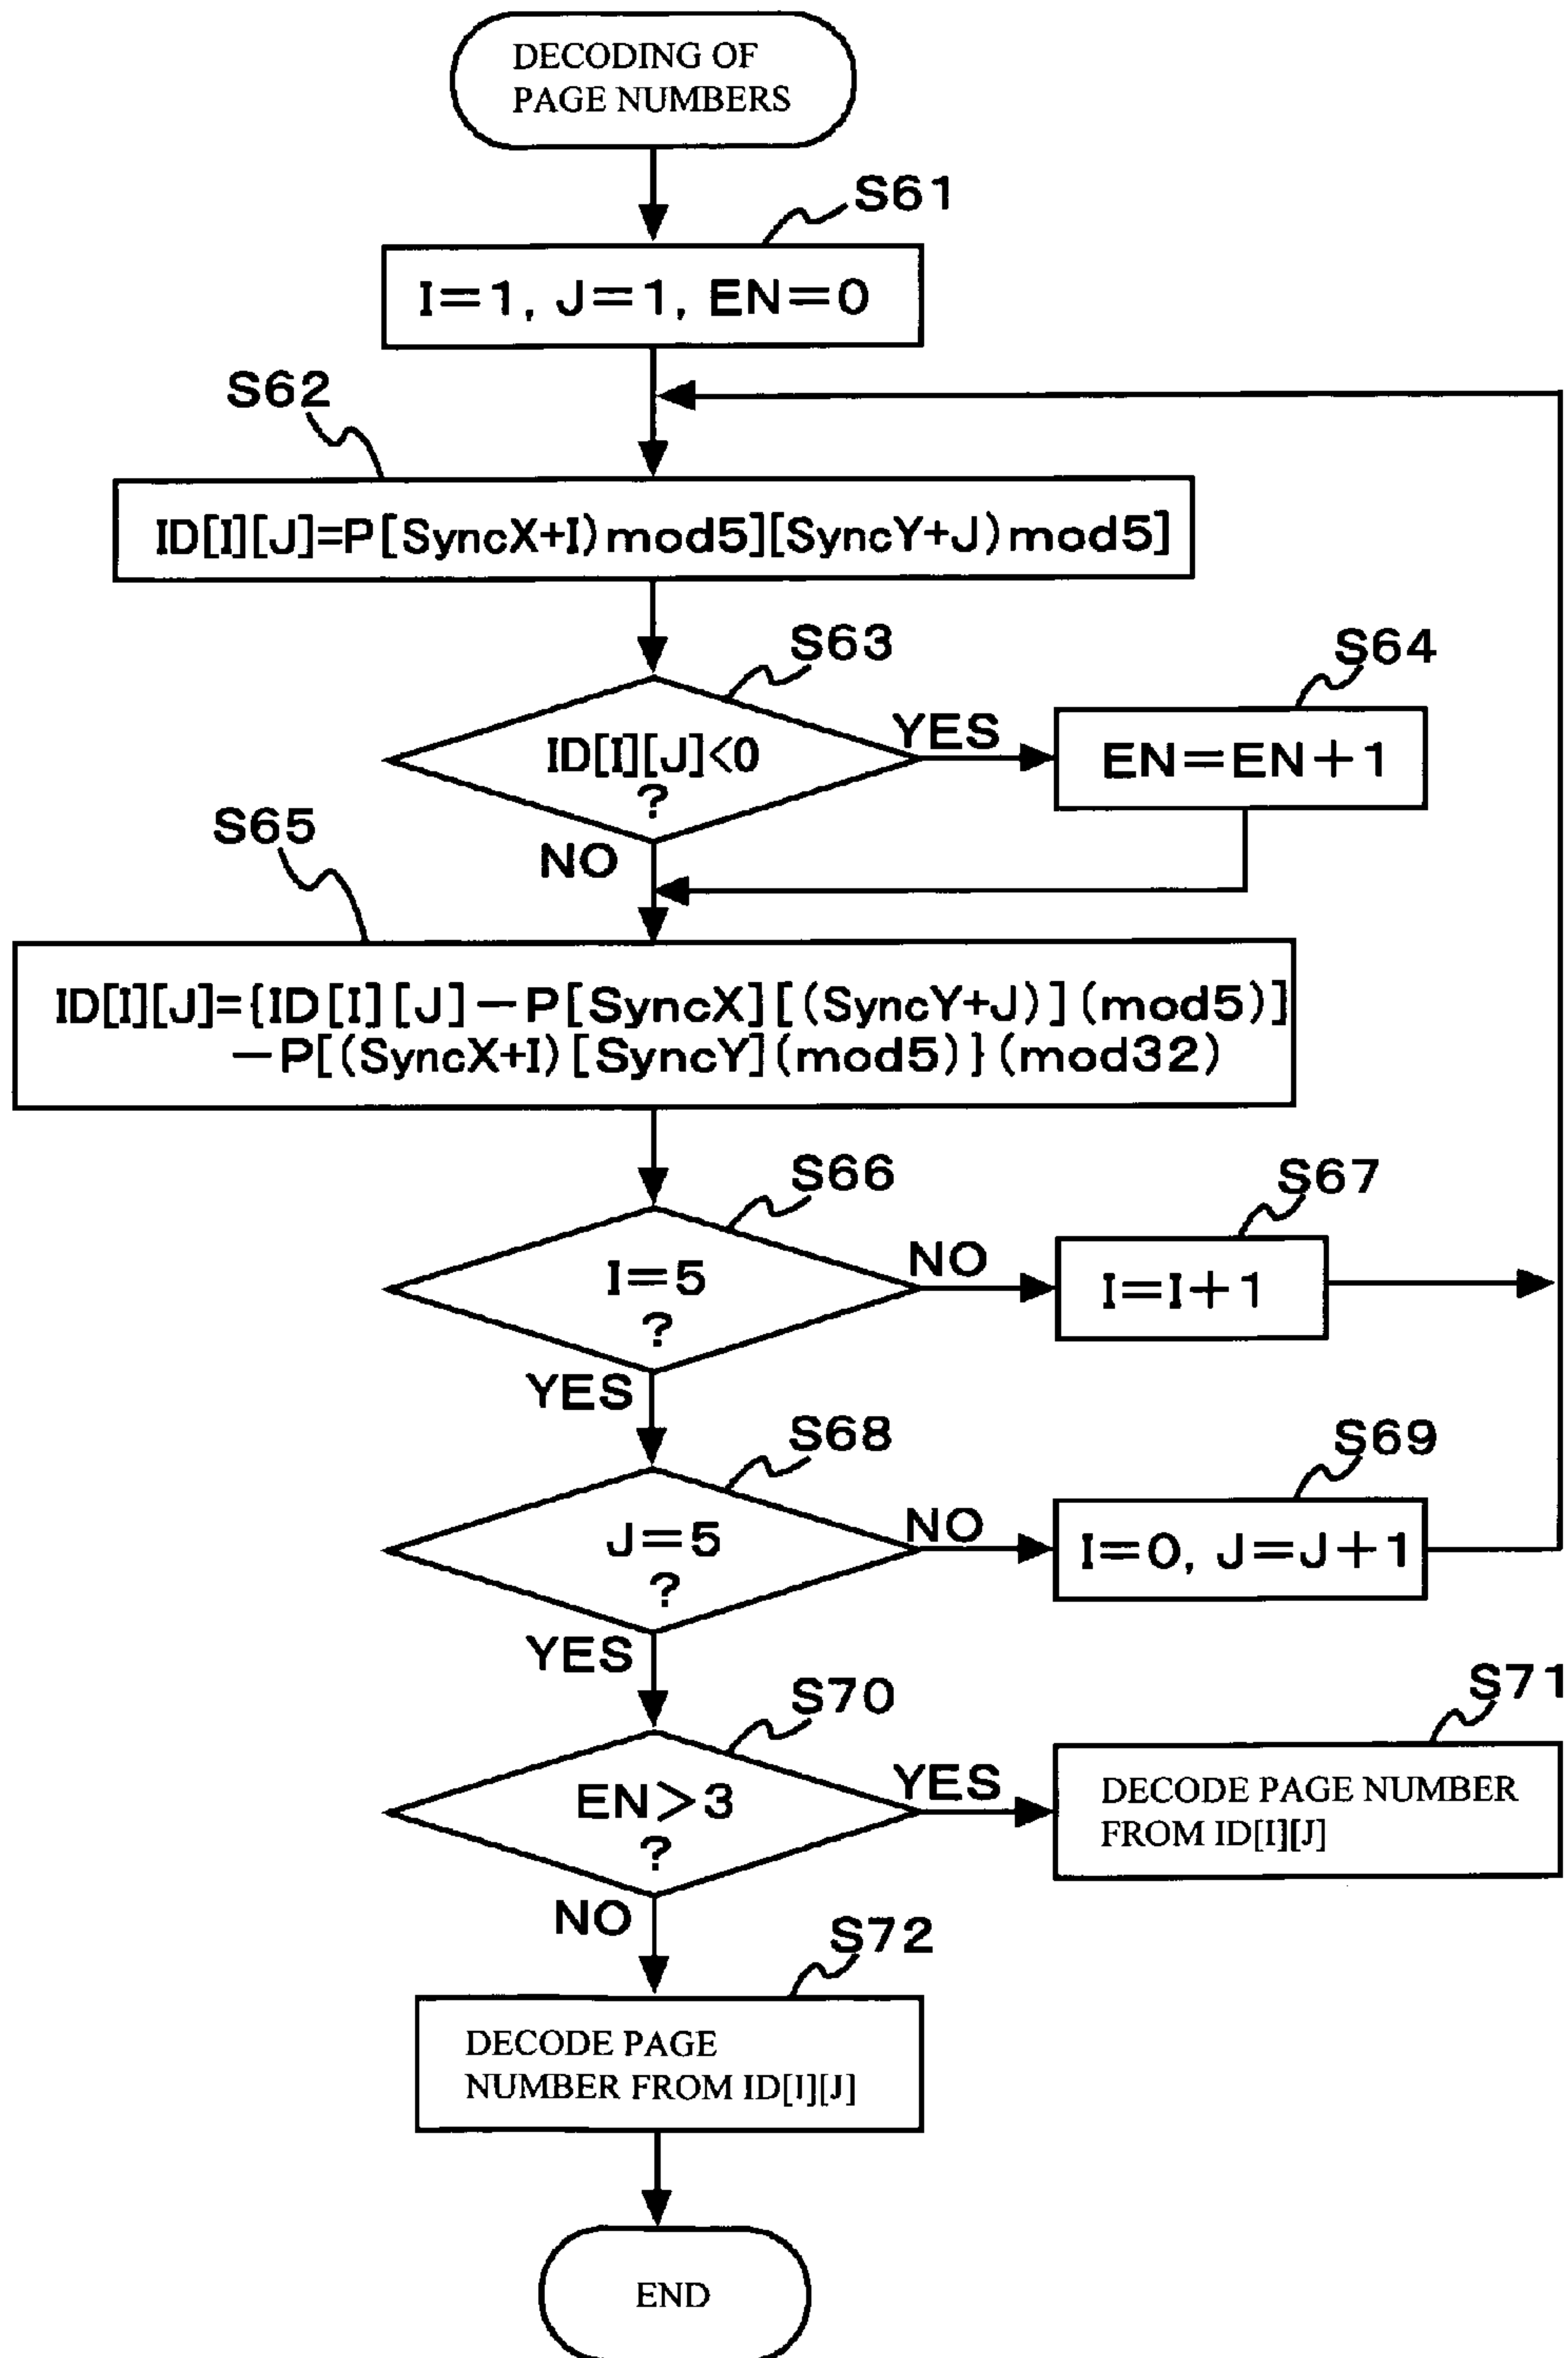 DECODING OF
PAGE NUMBERS
S61
I=1, J=1, EN=0
S62
ID[I][J]=P[SyncX+I)mod5][SyncY+J)mod5]
S63
ID[I][J]<0
?
YES
S64
EN=EN+1
NO
S65
ID[I][J]={ID[I][J]-P[SyncX][(SyncY+J)](mod5)]
-P[(SyncX+I)[SyncY](mod5)}(mod32)
S66
I=5
?
NO
S67
I=I+1
YES
S68
J=5
?
NO
S69
I=0, J=J+1
YES
S70
EN>3
?
YES
S71
DECODE PAGE NUMBER
FROM ID[I][J]
NO
S72
DECODE PAGE
NUMBER FROM ID[I][J]
END